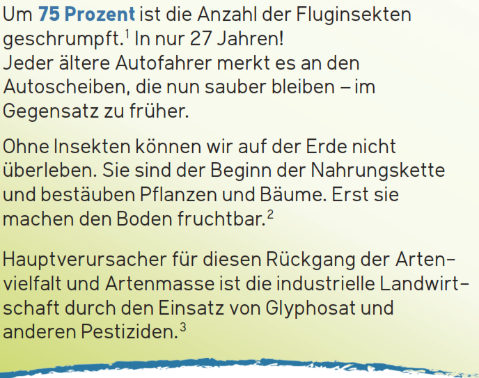 Um 75 Prozent ist die Anzahl der Fluginsekten
geschrumpft.¹ In nur 27 Jahren!
Jeder ältere Autofahrer merkt es an den
Autoscheiben, die nun sauber bleiben – im
Gegensatz zu früher.
Ohne Insekten können wir auf der Erde nicht
überleben. Sie sind der Beginn der Nahrungskette
und bestäuben Pflanzen und Bäume. Erst sie
machen den Boden fruchtbar.²
Hauptverursacher für diesen Rückgang der Arten-
vielfalt und Artenmasse ist die industrielle Landwirt-
schaft durch den Einsatz von Glyphosat und
anderen Pestiziden.³